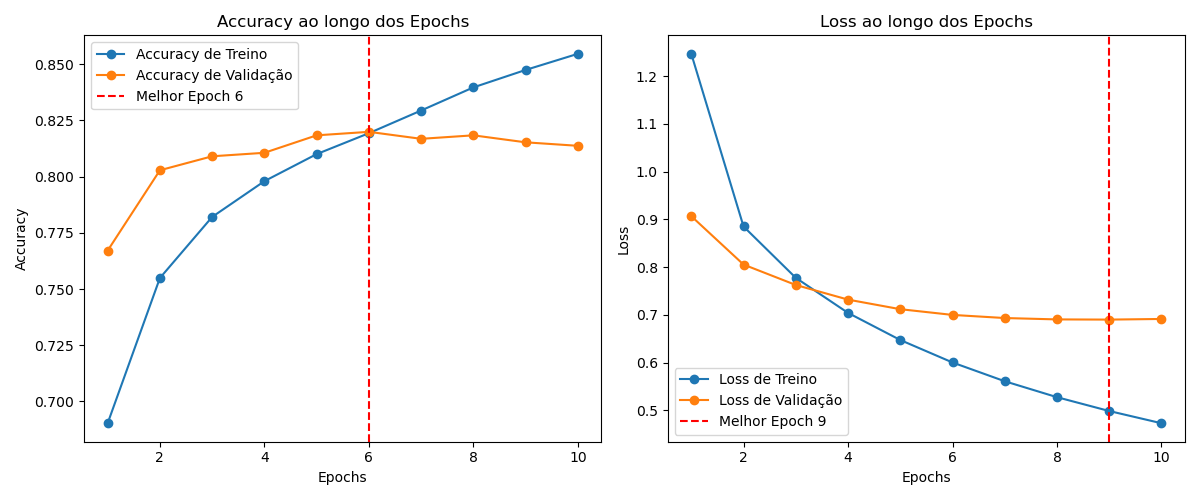 Accuracy ao longo dos Epochs
Accuracy de Treino
Accuracy de Validação
Melhor Epoch 6
0.850
0.825
0.800
0.775
0.750
0.725
0.700
Accuracy
2 4 6 8 10
Epochs
Loss ao longo dos Epochs
1.2
1.1
1.0
0.9
0.8
0.7
0.6
0.5
Loss
Loss de Treino
Loss de Validação
Melhor Epoch 9
2 4 6 8 10
Epochs